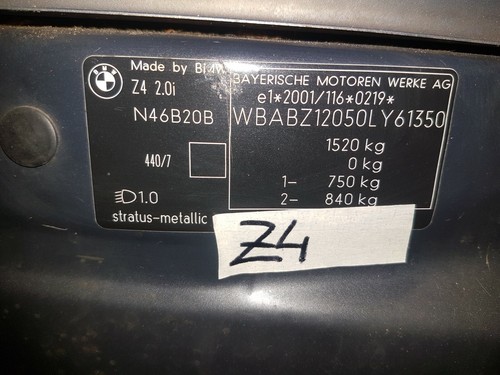 BMW
Made by BMW
Z4 2.0i
N46B20B
440/7
1.0
stratus-metallic
BAYERISCHE MOTOREN WERKE AG
e1*2001/116*0219*
WBABZ12050LY61350
1520 kg
0 kg
1- 750 kg
2- 840 kg
Z4